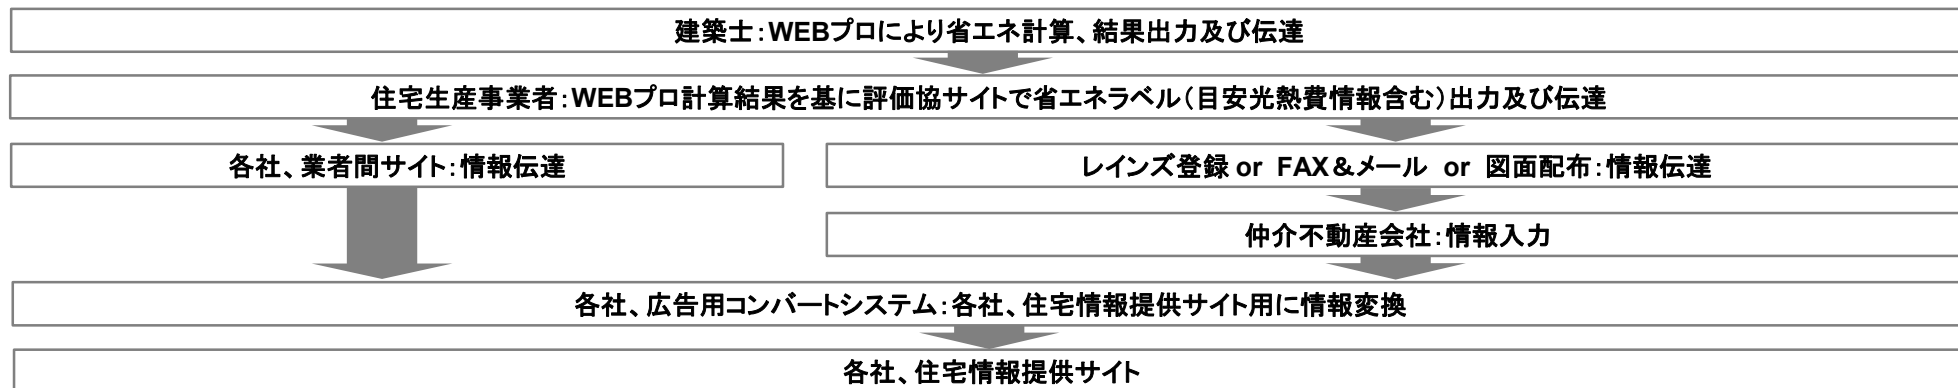 建築士：WEBプロにより省エネ計算、結果出力及び伝達
住宅生産事業者：WEBプロ計算結果を基に評価協サイトで省エネラベル（目安光熱費情報含む）出力及び伝達
各社、業者間サイト：情報伝達
レインズ登録 or FAX＆メール or 図面配布：情報伝達
仲介不動産会社：情報入力
各社、広告用コンバートシステム：各社、住宅情報提供サイト用に情報変換
各社、住宅情報提供サイト